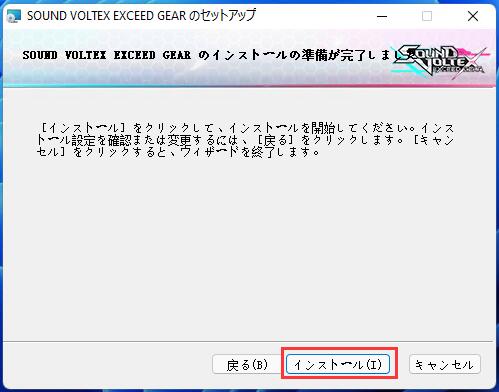 SOUND VOLTEX EXCEED GEAR のセットアップ
SOUND VOLTEX EXCEED GEAR のインストールの準備が完了しまし
SOUND VOLTEX
EXCEED GEAR
[インストール]をクリックして、インストールを開始してください。インス
トール設定を確認または変更するには、[戻る]をクリックします。[キャン
セル]をクリックすると、ウィザードを終了します。
戻る(B)
インストール(I)
キャンセル